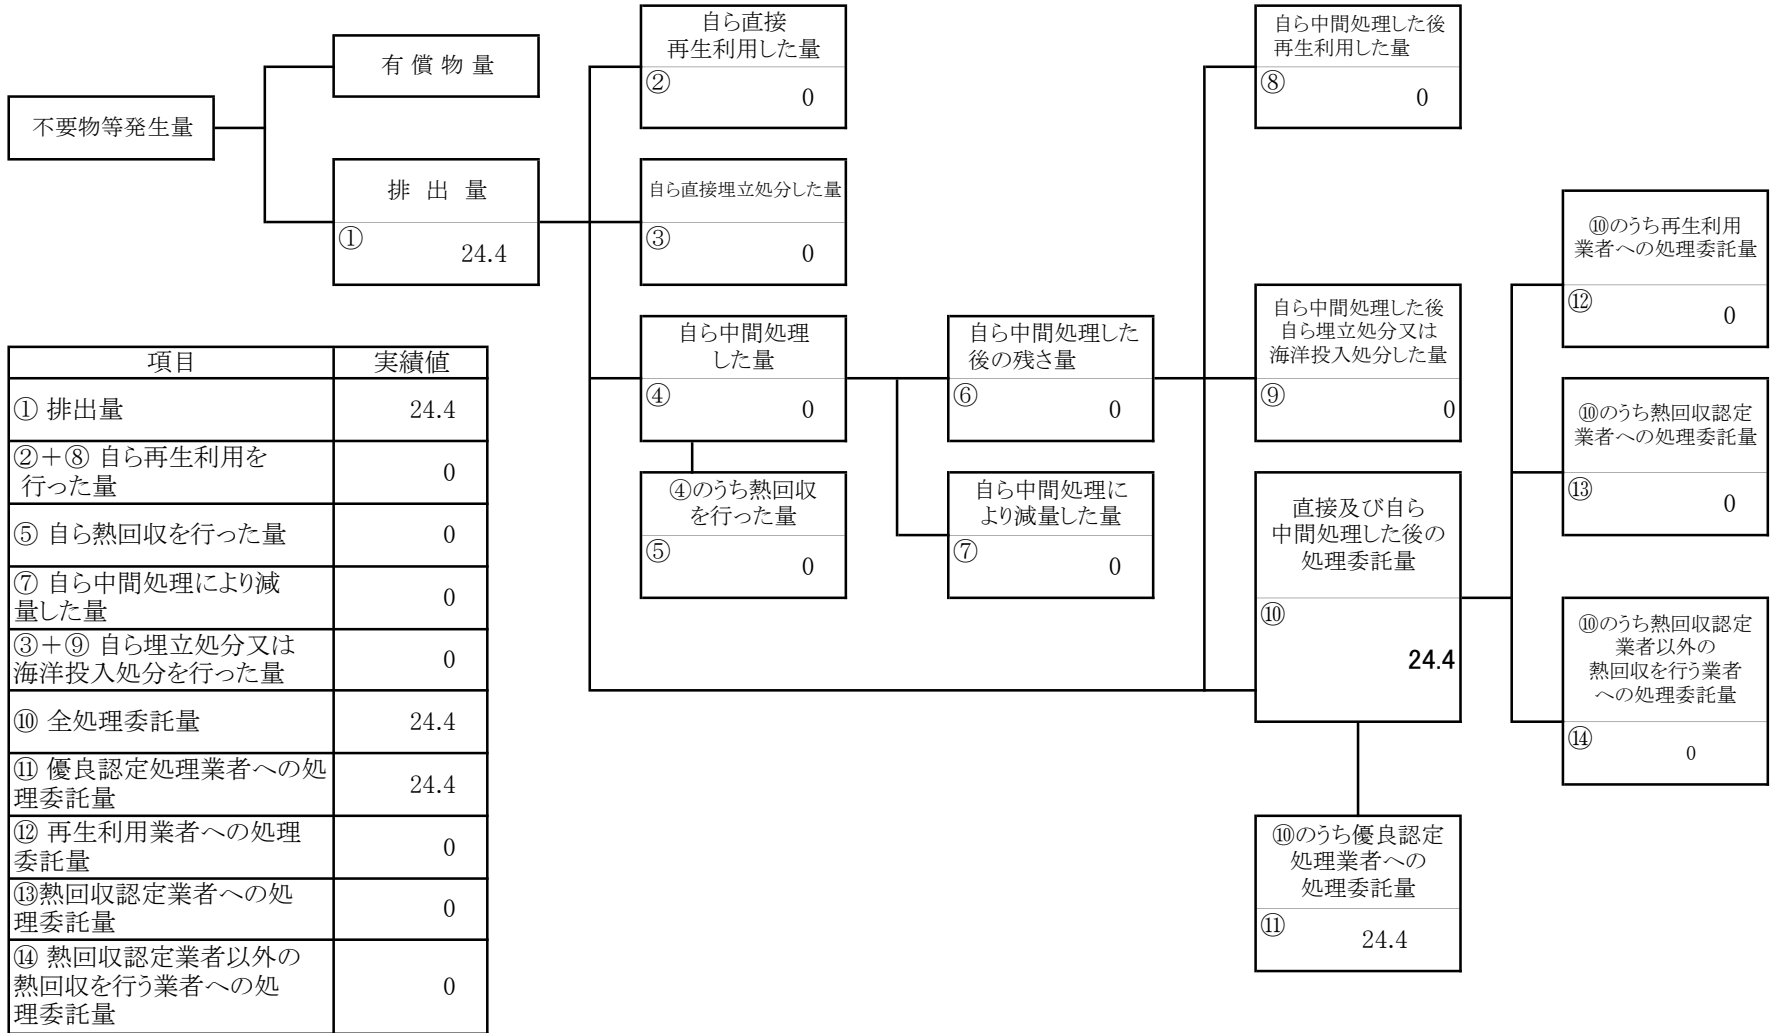 不要物等発生量
有 償 物 量
排 出 量
①
24.4
自ら直接
再生利用した量
②
0
自ら直接埋立処分した量
③
0
自ら中間処理
した量
④
0
④のうち熱回収
を行った量
⑤
0
自ら中間処理した
後の残さ量
⑥
0
自ら中間処理に
より減量した量
⑦
0
自ら中間処理した後
再生利用した量
⑧
0
自ら中間処理した後
自ら埋立処分又は
海洋投入処分した量
⑨
0
直接及び自ら
中間処理した後の
処理委託量
⑩
24.4
⑩のうち優良認定
処理業者への
処理委託量
⑪
24.4
⑩のうち再生利用
業者への処理委託量
⑫
0
⑩のうち熱回収認定
業者への処理委託量
⑬
0
⑩のうち熱回収認定
業者以外の
熱回収を行う業者
への処理委託量
⑭
0
項目 実績値
① 排出量 24.4
②+⑧ 自ら再生利用を
行った量 0
⑤ 自ら熱回収を行った量 0
⑦ 自ら中間処理により減
量した量 0
③+⑨ 自ら埋立処分又は
海洋投入処分を行った量 0
⑩ 全処理委託量 24.4
⑪ 優良認定処理業者への処
理委託量 24.4
⑫ 再生利用業者への処理
委託量 0
⑬熱回収認定業者への処
理委託量 0
⑭ 熱回収認定業者以外の
熱回収を行う業者への処
理委託量 0